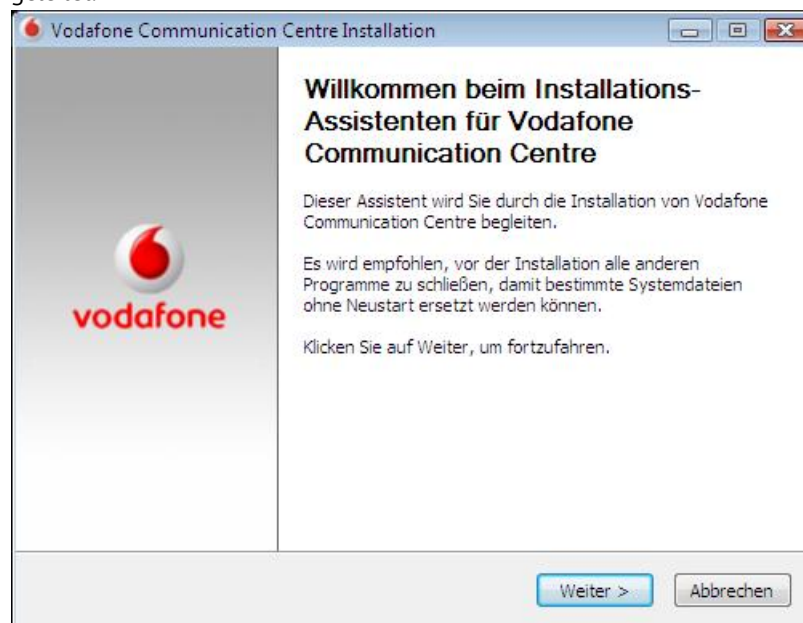 Vodafone Communication Centre Installation
Willkommen beim Installations-
Assistenten für Vodafone
Communication Centre
Dieser Assistent wird Sie durch die Installation von Vodafone
Communication Centre begleiten.
Es wird empfohlen, vor der Installation alle anderen
Programme zu schließen, damit bestimmte Systemdateien
ohne Neustart ersetzt werden können.
Klicken Sie auf Weiter, um fortzufahren.
vodafone
Weiter >
Abbrechen